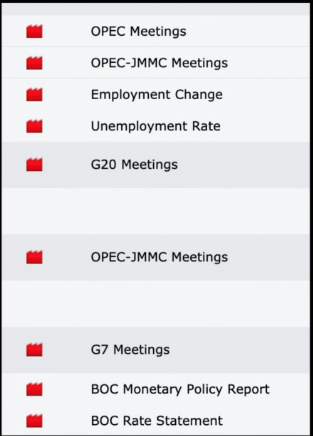 OPEC Meetings
OPEC-JMMC Meetings
Employment Change
Unemployment Rate
G20 Meetings
OPEC-JMMC Meetings
G7 Meetings
BOC Monetary Policy Report
BOC Rate Statement